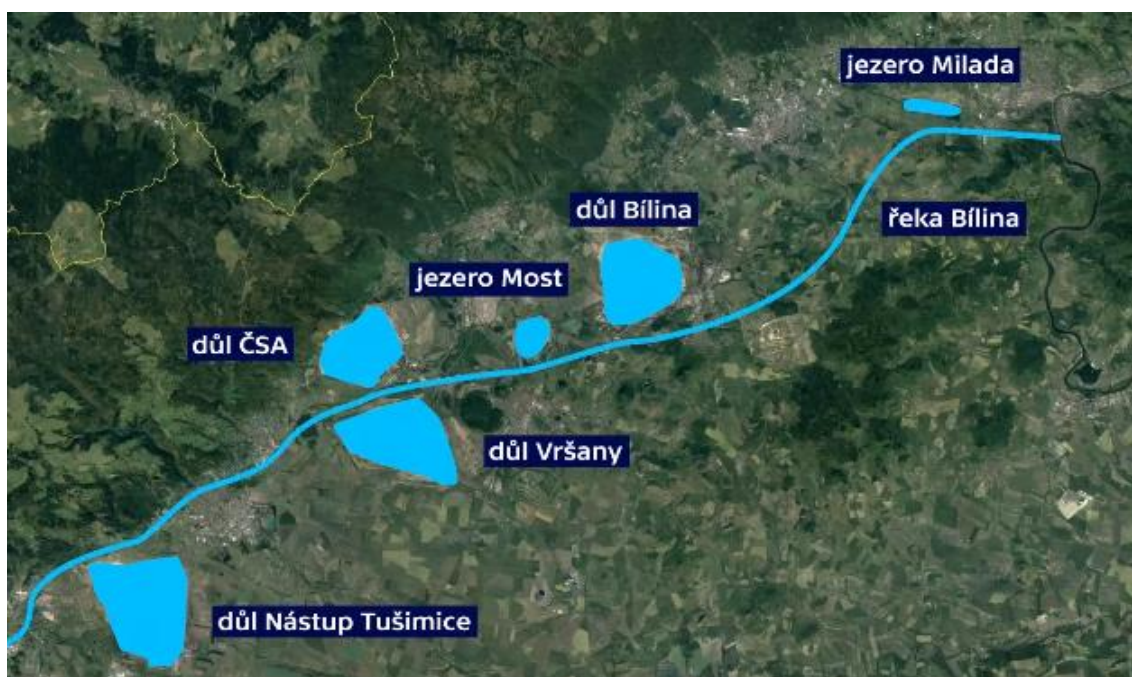 jezero Milada
důl Bílina
řeka Bílina
jezero Most
důl ČSA
důl Vršany
důl Nástup Tušimice